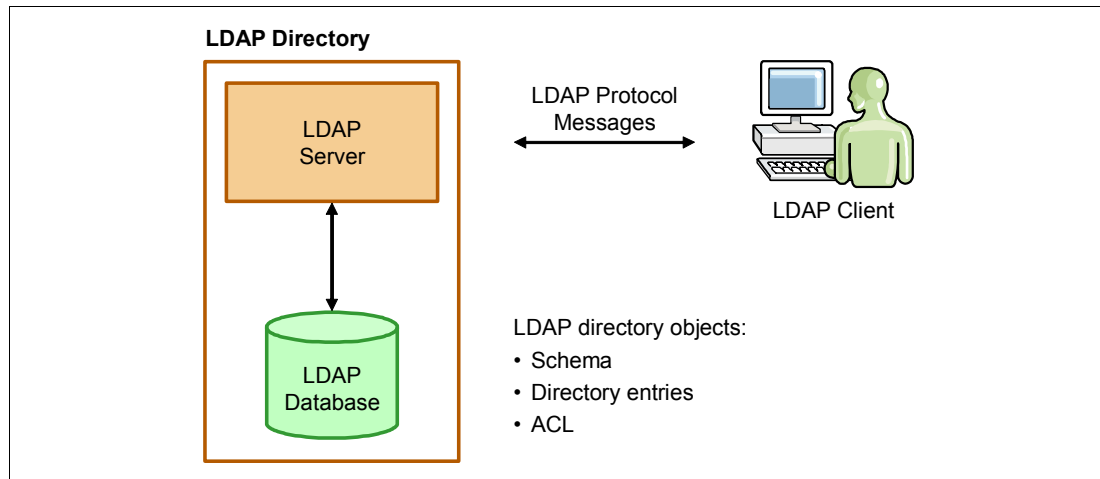 LDAP Directory
LDAP
Server
LDAP Protocol
Messages
LDAP Client
LDAP
Database
LDAP directory objects:
• Schema
• Directory entries
• ACL